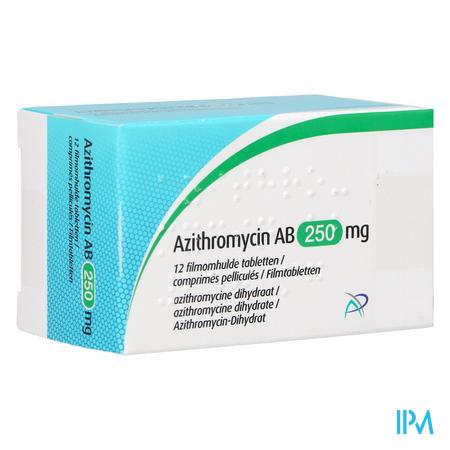 Azithromycin AB 250 mg
12 filmomhulde tabletten /
comprimés pelliculés / Filmtabletten
azithromycine dihydraat /
azithromycine dihydrate /
Azithromycin-Dihydrat
Azithromycin AB 250 mg
12 filmomhulde tabletten /
comprimés pelliculés / Filmtabletten
IPM